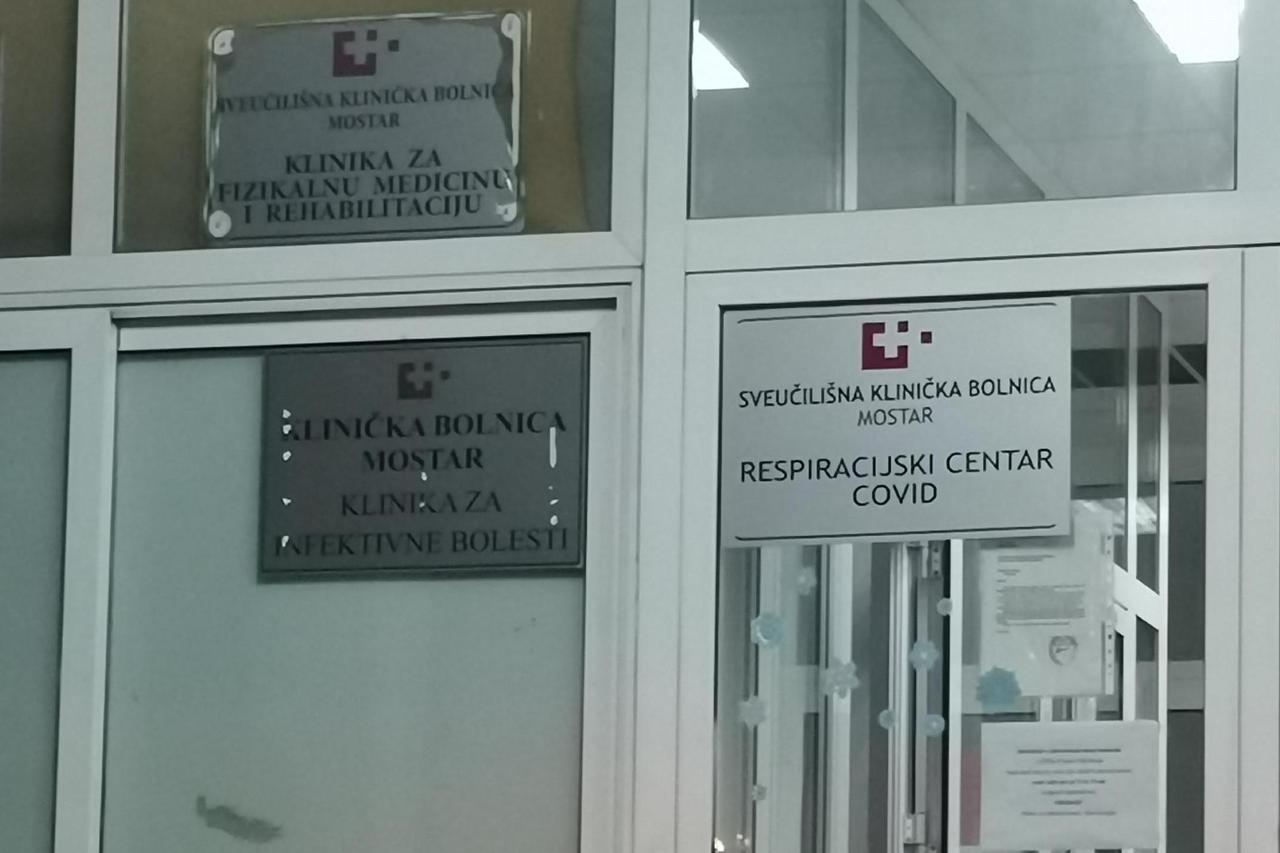 SVEUČILIŠNA KLINIČKA BOLNICA
MOSTAR
KLINIKA ZA
FIZIKALNU MEDICINU
I REHABILITACIJU
KLINIČKA BOLNICA
MOSTAR
KLINIKA ZA
INFEKTIVNE BOLESTI
SVEUČILIŠNA KLINIČKA BOLNICA
MOSTAR
RESPIRACIJSKI CENTAR
COVID